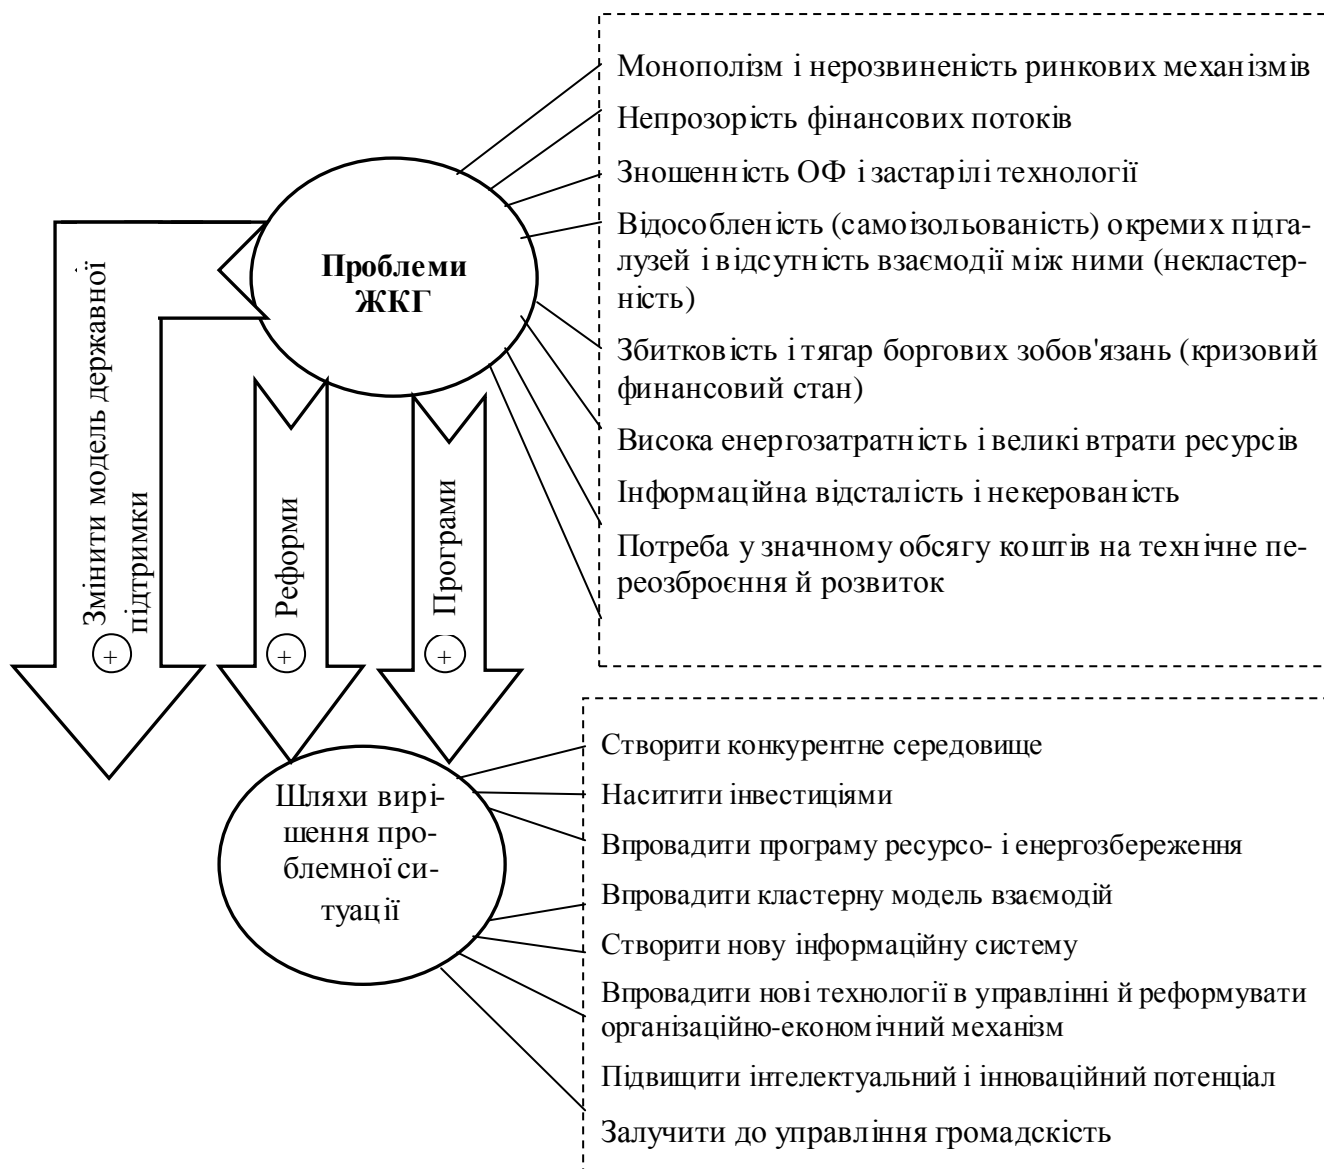 Монополізм і нерозвиненість ринкових механізмів
Непрозорість фінансових потоків
Зношенність ОФ і застарілі технології
Відособленість (самоізольованість) окремих підга-
лузей і відсутність взаємодії між ними (некластер-
ність)
Збитковість і тягар боргових зобов'язань (кризовий
финансовий стан)
Висока енергозатратність і великі втрати ресурсів
Інформаційна відсталість і некерованість
Потреба у значному обсягу коштів на технічне пе-
реозброєння й розвиток
Проблеми
ЖКГ
Змінити модель державної
підтримки
+
Реформи
+
Програми
+
Шляхи вирі-
шення про-
блемної си-
туації
Створити конкурентне середовище
Наситити інвестиціями
Впровадити програму ресурсо- і енергозбереження
Впровадити кластерну модель взаємодій
Створити нову інформаційну систему
Впровадити нові технології в управлінні й реформувати
організаційно-економічний механізм
Підвищити інтелектуальний і інноваційний потенціал
Залучити до управління громадскість